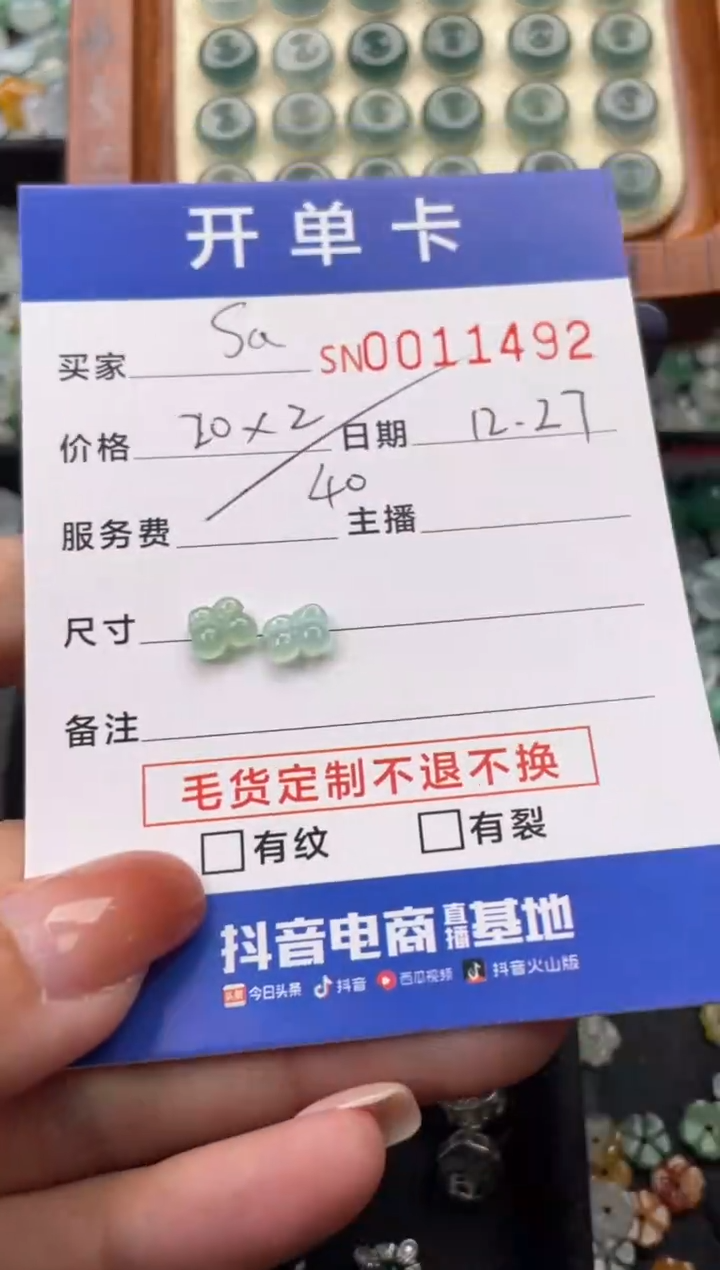 开单卡
买家 Sa SN0011492
价格 20×2 日期 12.27
服务费 40 主播
尺寸
备注
毛货定制不退不换
□有纹 □有裂
抖音电商直播基地
头条 今日头条 抖音 西瓜视频 抖音火山版